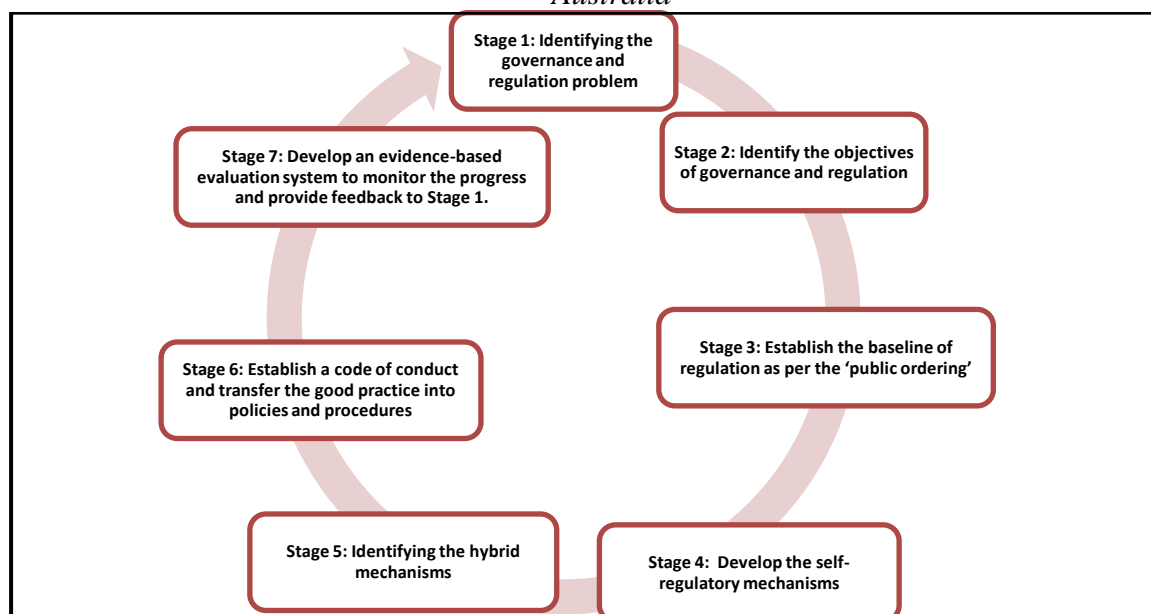 Australia
Stage 1: Identifying the
governance and
regulation problem
Stage 2: Identify the objectives
of governance and regulation
Stage 3: Establish the baseline of
regulation as per the ‘public ordering’
Stage 4:  Develop the self-
regulatory mechanisms
Stage 5: Identifying the hybrid
mechanisms
Stage 6: Establish a code of conduct
and transfer the good practice into
policies and procedures
Stage 7: Develop an evidence-based
evaluation system to monitor the progress
and provide feedback to Stage 1.